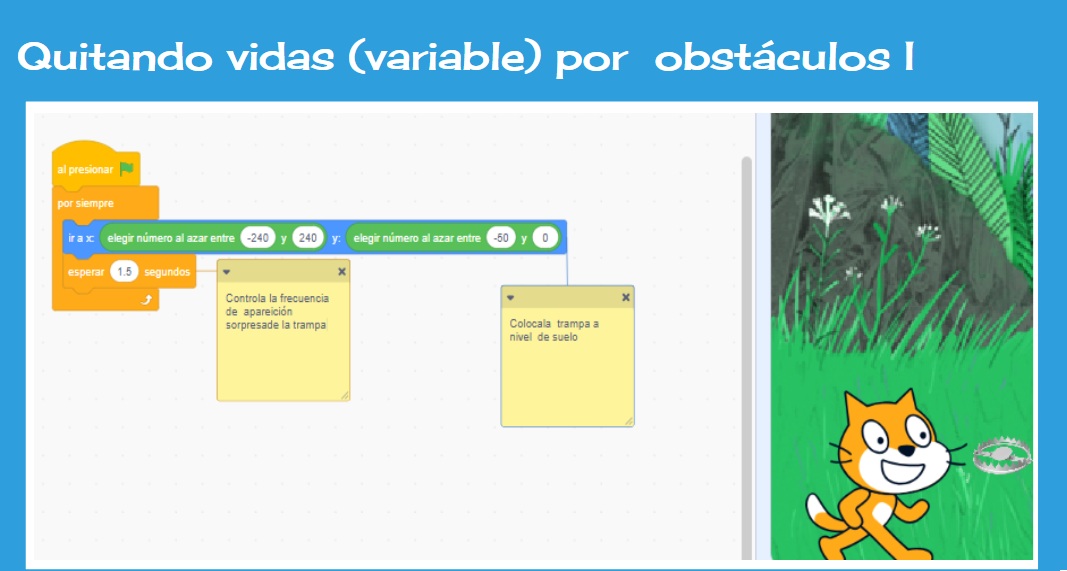 Quitando vidas (variable) por obstáculos I
al presionar
por siempre
ir a x: elegir número al azar entre -240 y 240 y: elegir número al azar entre -50 y 0
esperar 1.5 segundos
Controla la frecuencia
de apareición
sorpresade la trampa
Colocala trampa a
nivel de suelo